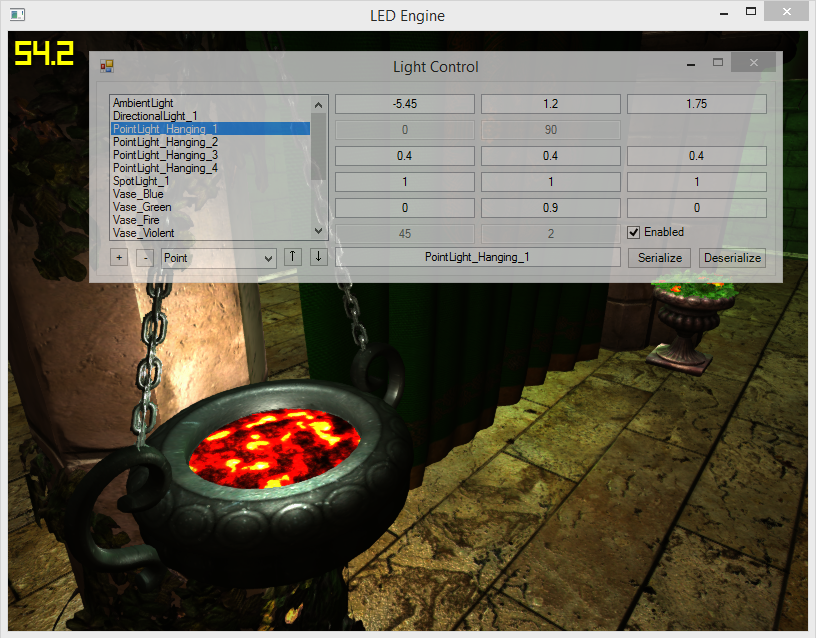 LED Engine
54.2
Light Control
AmbientLight
DirectionalLight_1
PointLight_Hanging_1
PointLight_Hanging_2
PointLight_Hanging_3
PointLight_Hanging_4
SpotLight_1
Vase_Blue
Vase_Green
Vase_Fire
Vase_Violent
-5.45 1.2 1.75
0 90
0.4 0.4 0.4
1 1 1
0 0.9 0
45 2 Enabled
+ - Point ↑ ↓ PointLight_Hanging_1 Serialize Deserialize